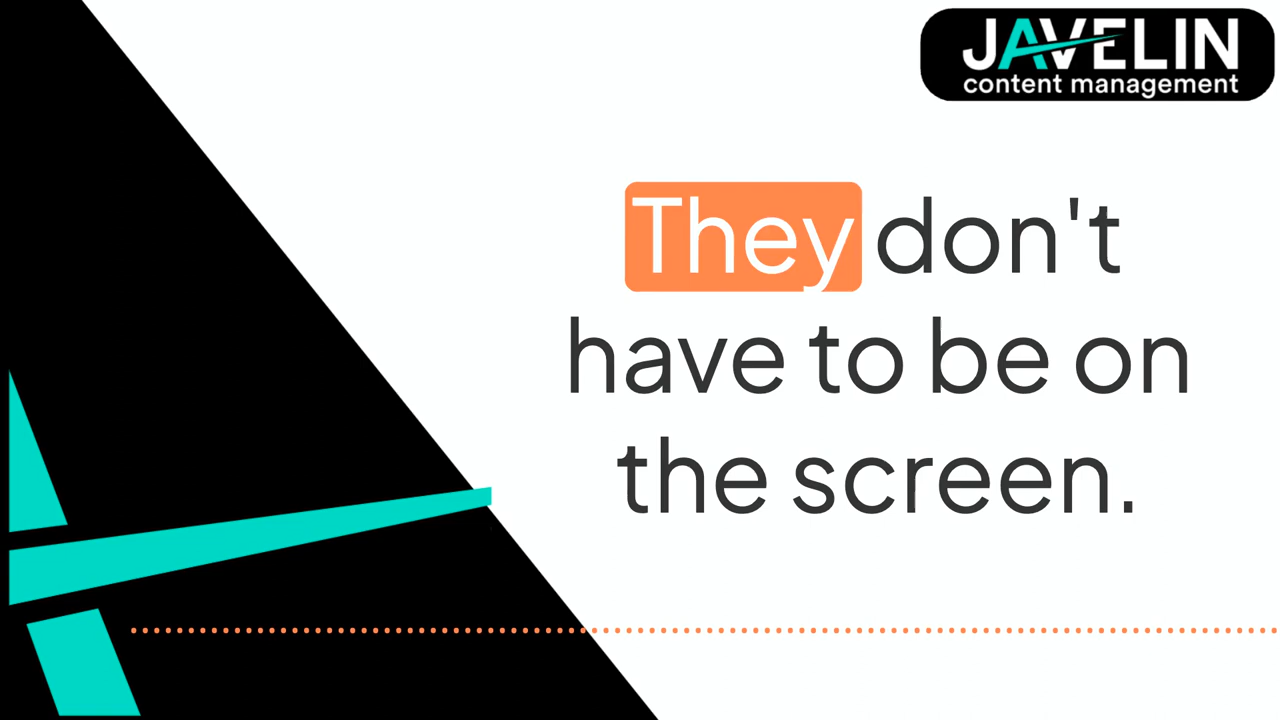 JAVELIN
content management
They don't
have to be on
the screen.